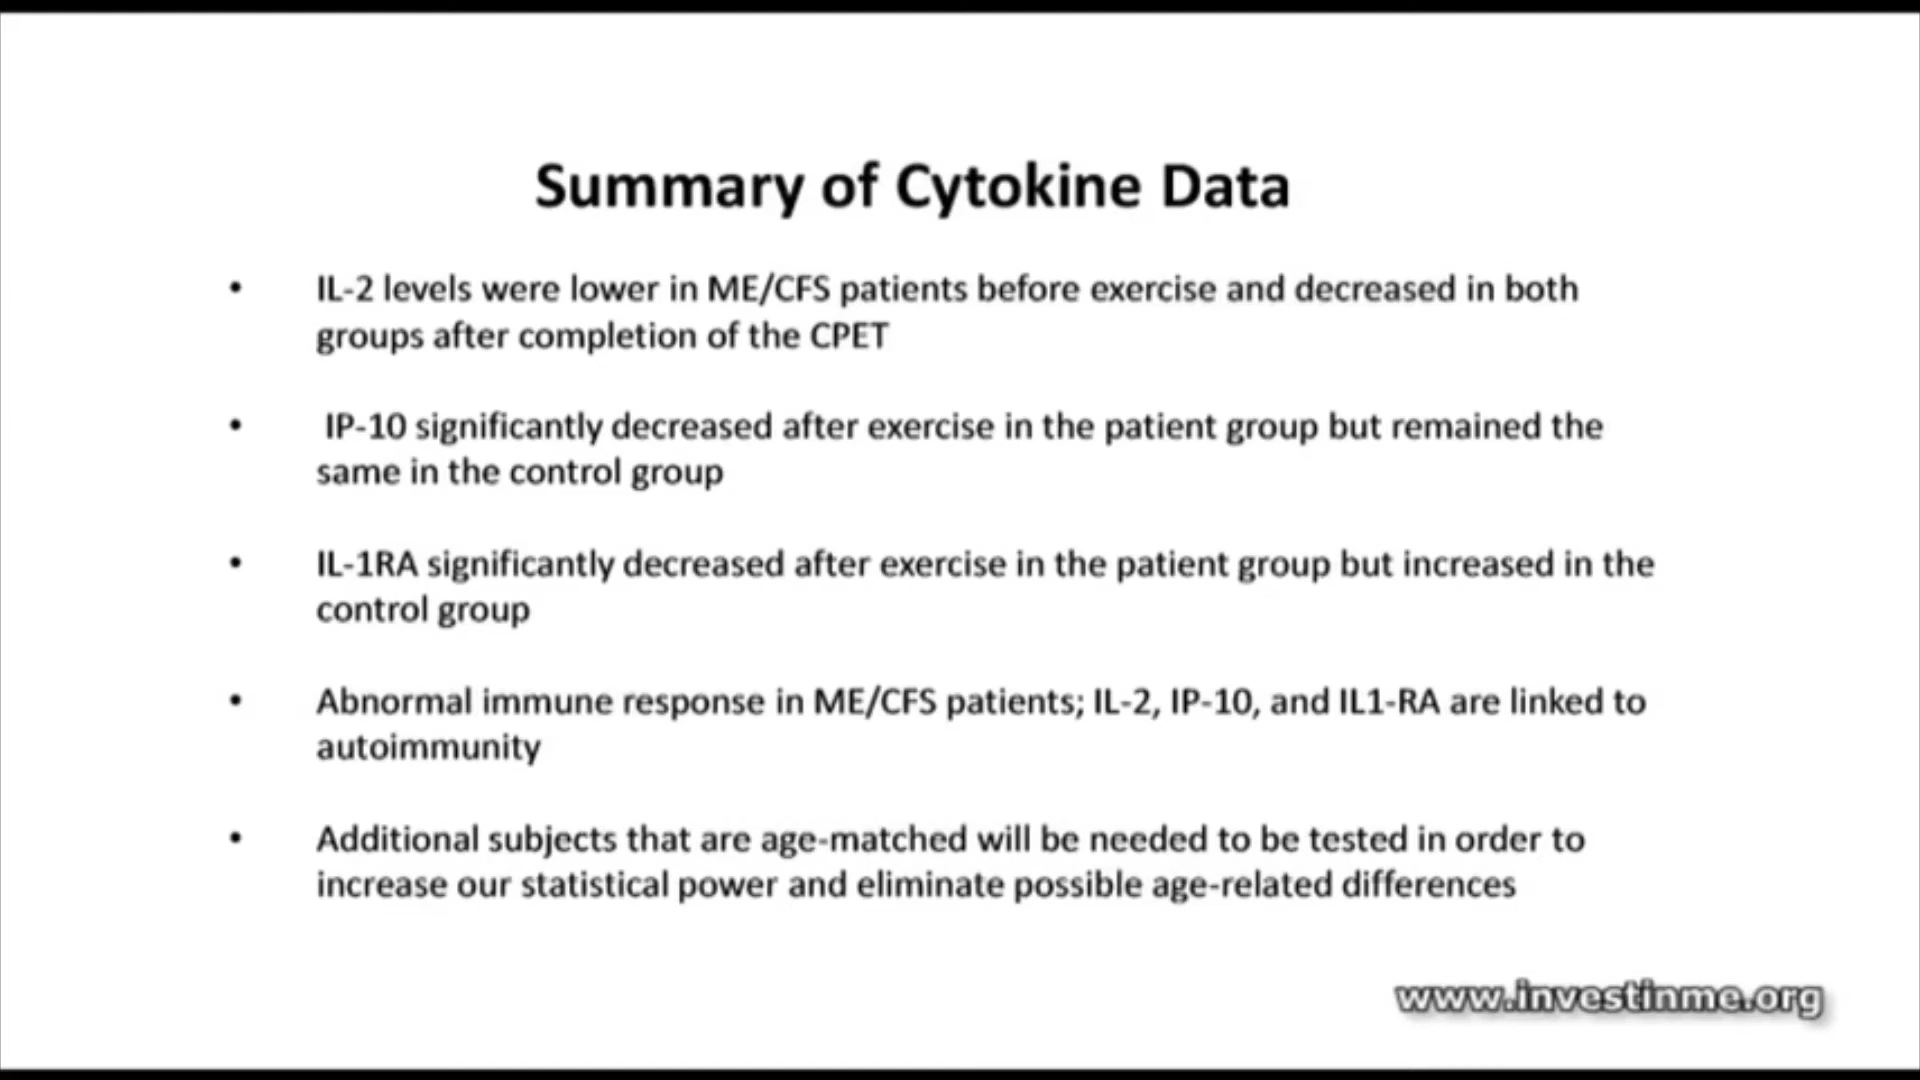 Summary of Cytokine Data
• IL-2 levels were lower in ME/CFS patients before exercise and decreased in both
groups after completion of the CPET
• IP-10 significantly decreased after exercise in the patient group but remained the
same in the control group
• IL-1RA significantly decreased after exercise in the patient group but increased in the
control group
• Abnormal immune response in ME/CFS patients; IL-2, IP-10, and IL1-RA are linked to
autoimmunity
• Additional subjects that are age-matched will be needed to be tested in order to
increase our statistical power and eliminate possible age-related differences
www.investinme.org